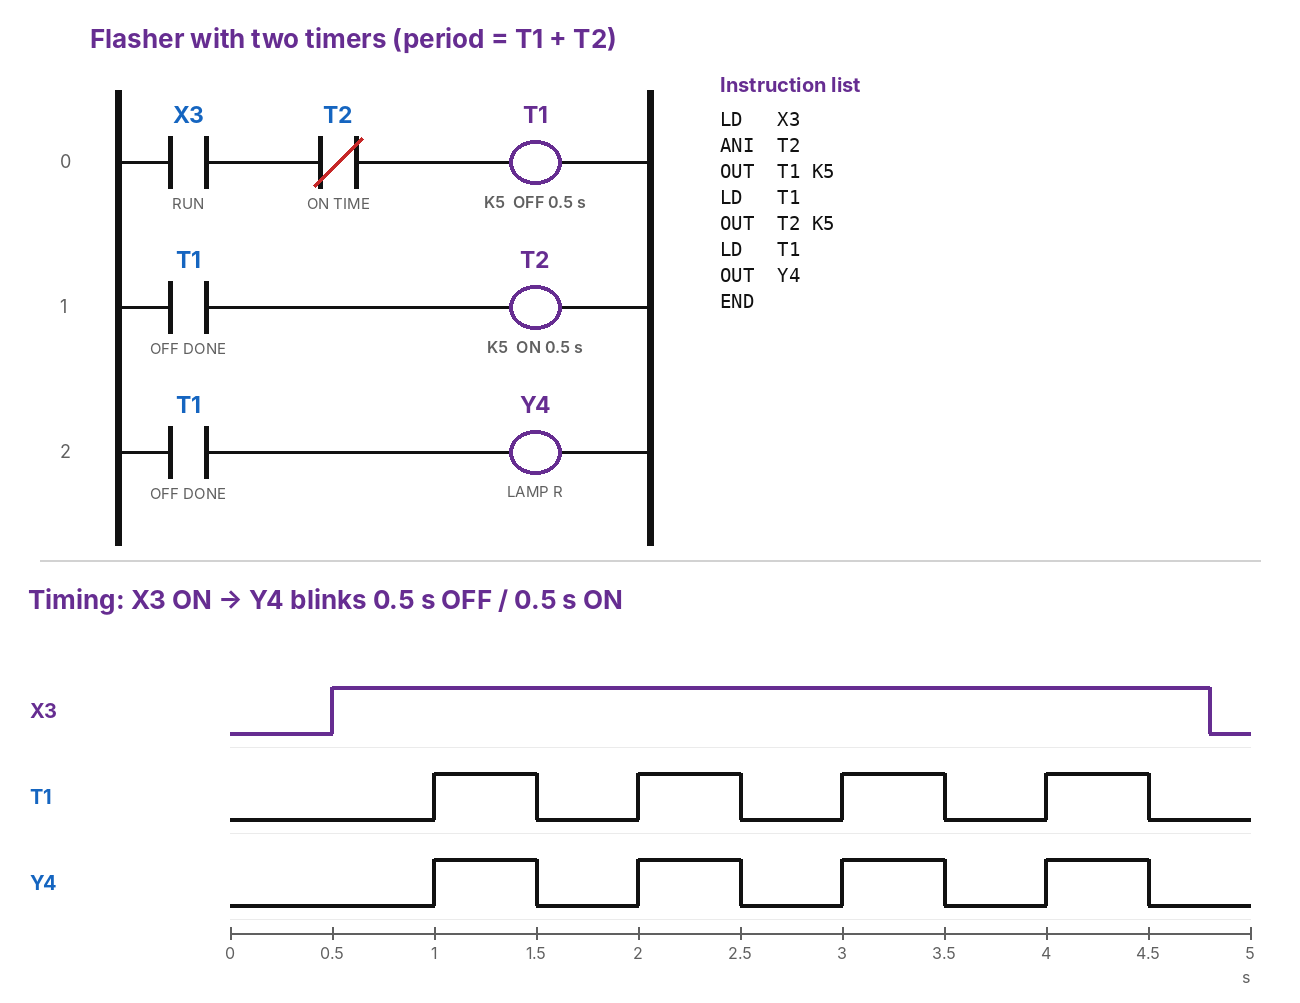 Flasher with two timers (period = T1 + T2)
X3 T2 T1
0
RUN ON TIME K5 OFF 0.5 s
T1 T2
1
OFF DONE K5 ON 0.5 s
T1 Y4
2
OFF DONE LAMP R
Instruction list
LD X3
ANI T2
OUT T1 K5
LD T1
OUT T2 K5
LD T1
OUT Y4
END
Timing: X3 ON → Y4 blinks 0.5 s OFF / 0.5 s ON
X3
T1
Y4
0 0.5 1 1.5 2 2.5 3 3.5 4 4.5 5
s